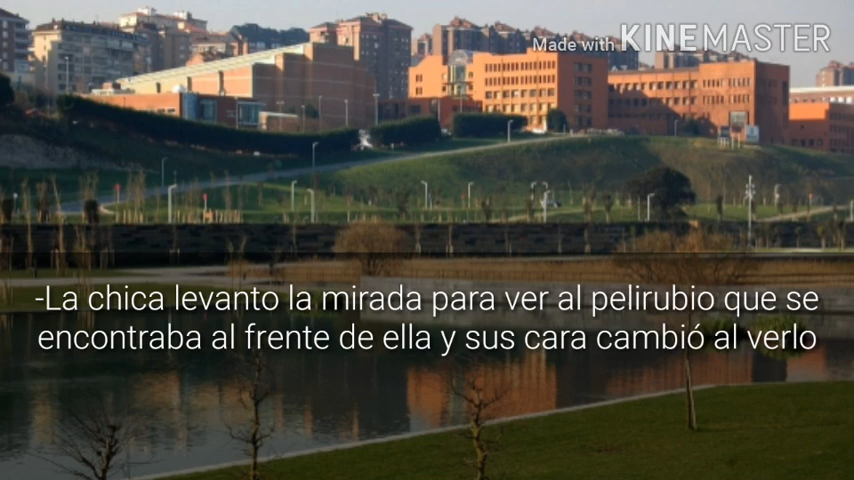 Made with KINEMASTER
-La chica levanto la mirada para ver al pelirubio que se
encontraba al frente de ella y sus cara cambió al verlo